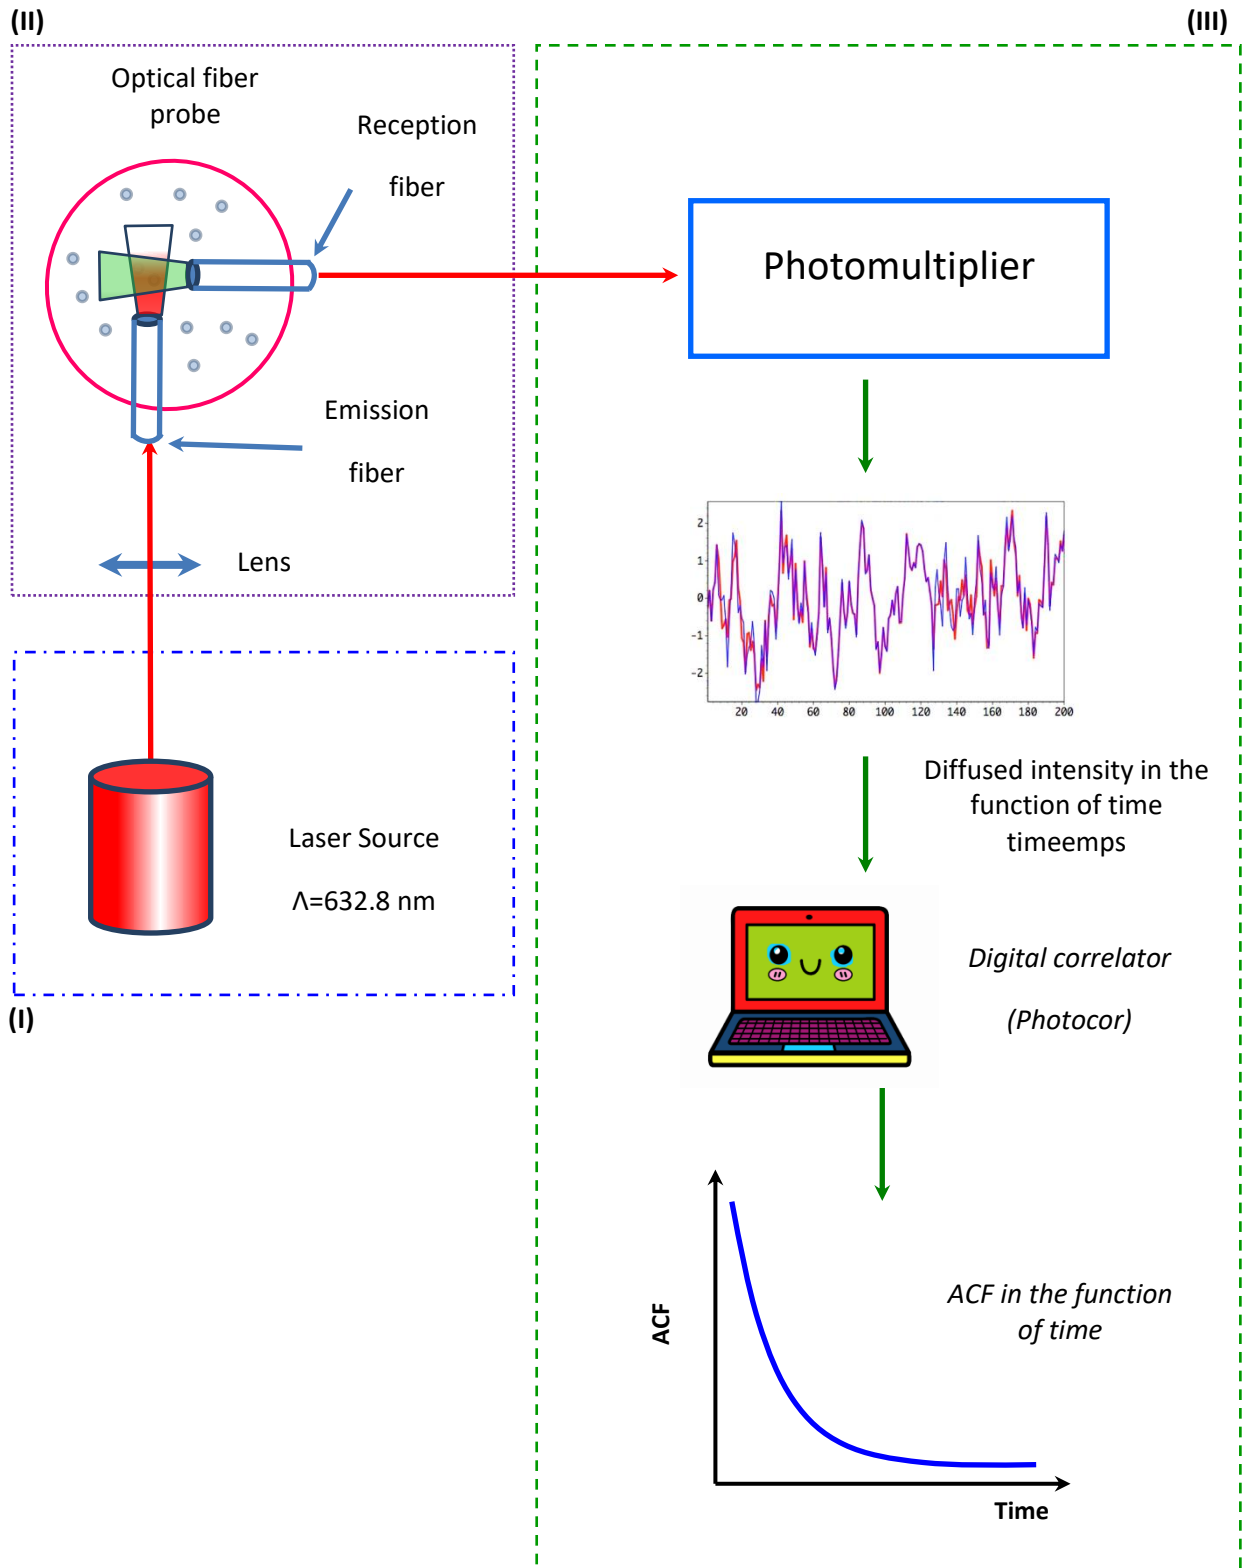 (II)
Optical fiber
probe
Reception
fiber
Emission
fiber
Lens
Laser Source
Λ=632.8 nm
(I)
(III)
Photomultiplier
2
1
0
-1
-2
20 40 60 80 100 120 140 160 180 200
Diffused intensity in the
function of time
timeemps
Digital correlator
(Photocor)
ACF
ACF in the function
of time
Time